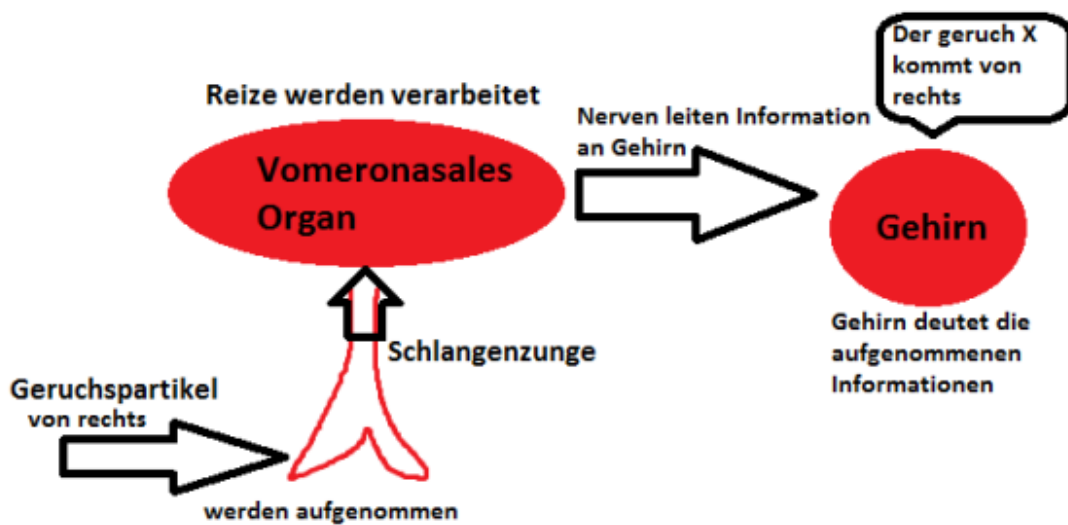 Der geruch X
kommt von
rechts
Reize werden verarbeitet
Nerven leiten Information
an Gehirn
Vomeronasales
Organ
Gehirn
Gehirn deutet die
aufgenommenen
Informationen
Schlangenzunge
Geruchspartikel
von rechts
werden aufgenommen